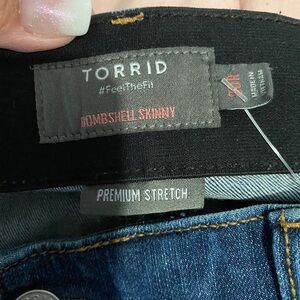 TORRID
#FeelTheFit
BOMBSHELL SKINNY
PREMIUM STRETCH